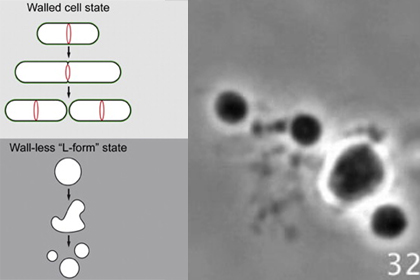 Walled cell state
Wall-less “L-form” state
32